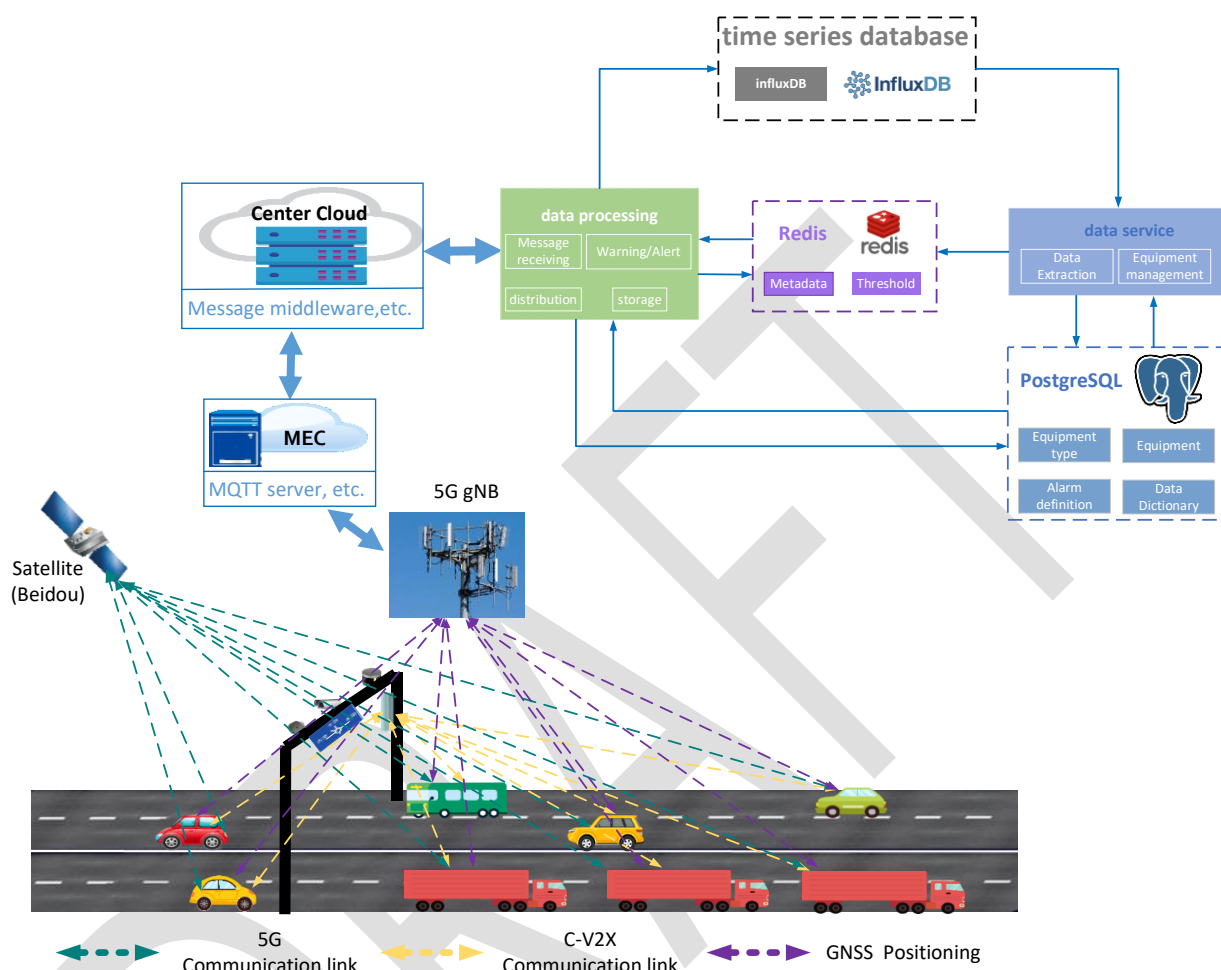 time series database
influxDB
InfluxDB
Center Cloud
Message middleware,etc.
data processing
Message
receiving
Warning/Alert
distribution
storage
Redis
redis
Metadata
Threshold
data service
Data
Extraction
Equipment
management
PostgreSQL
Equipment
type
Equipment
Alarm
definition
Data
Dictionary
MEC
MQTT server, etc.
5G gNB
Satellite
(Beidou)
5G
Communication link
C-V2X
Communication link
GNSS Positioning
DRAFT